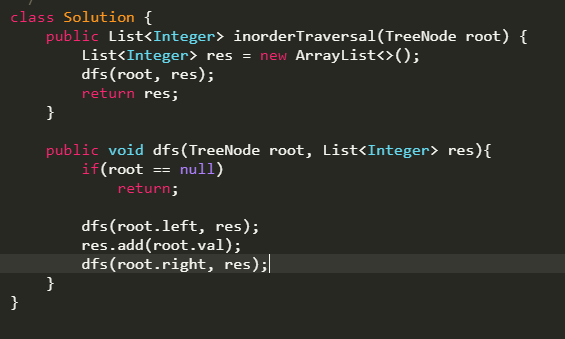 class Solution {
    public List<Integer> inorderTraversal(TreeNode root) {
        List<Integer> res = new ArrayList<>();
        dfs(root, res);
        return res;
    }

    public void dfs(TreeNode root, List<Integer> res){
        if(root == null)
            return;

        dfs(root.left, res);
        res.add(root.val);
        dfs(root.right, res);
    }
}